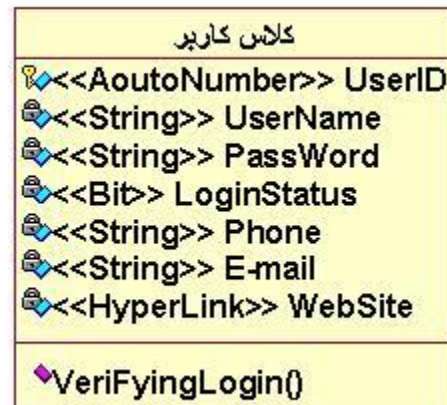 کلاس کاربر
<<AoutoNumber>> UserID
<<String>> UserName
<<String>> PassWord
<<Bit>> LoginStatus
<<String>> Phone
<<String>> E-mail
<<HyperLink>> WebSite
VeriFyingLogin()